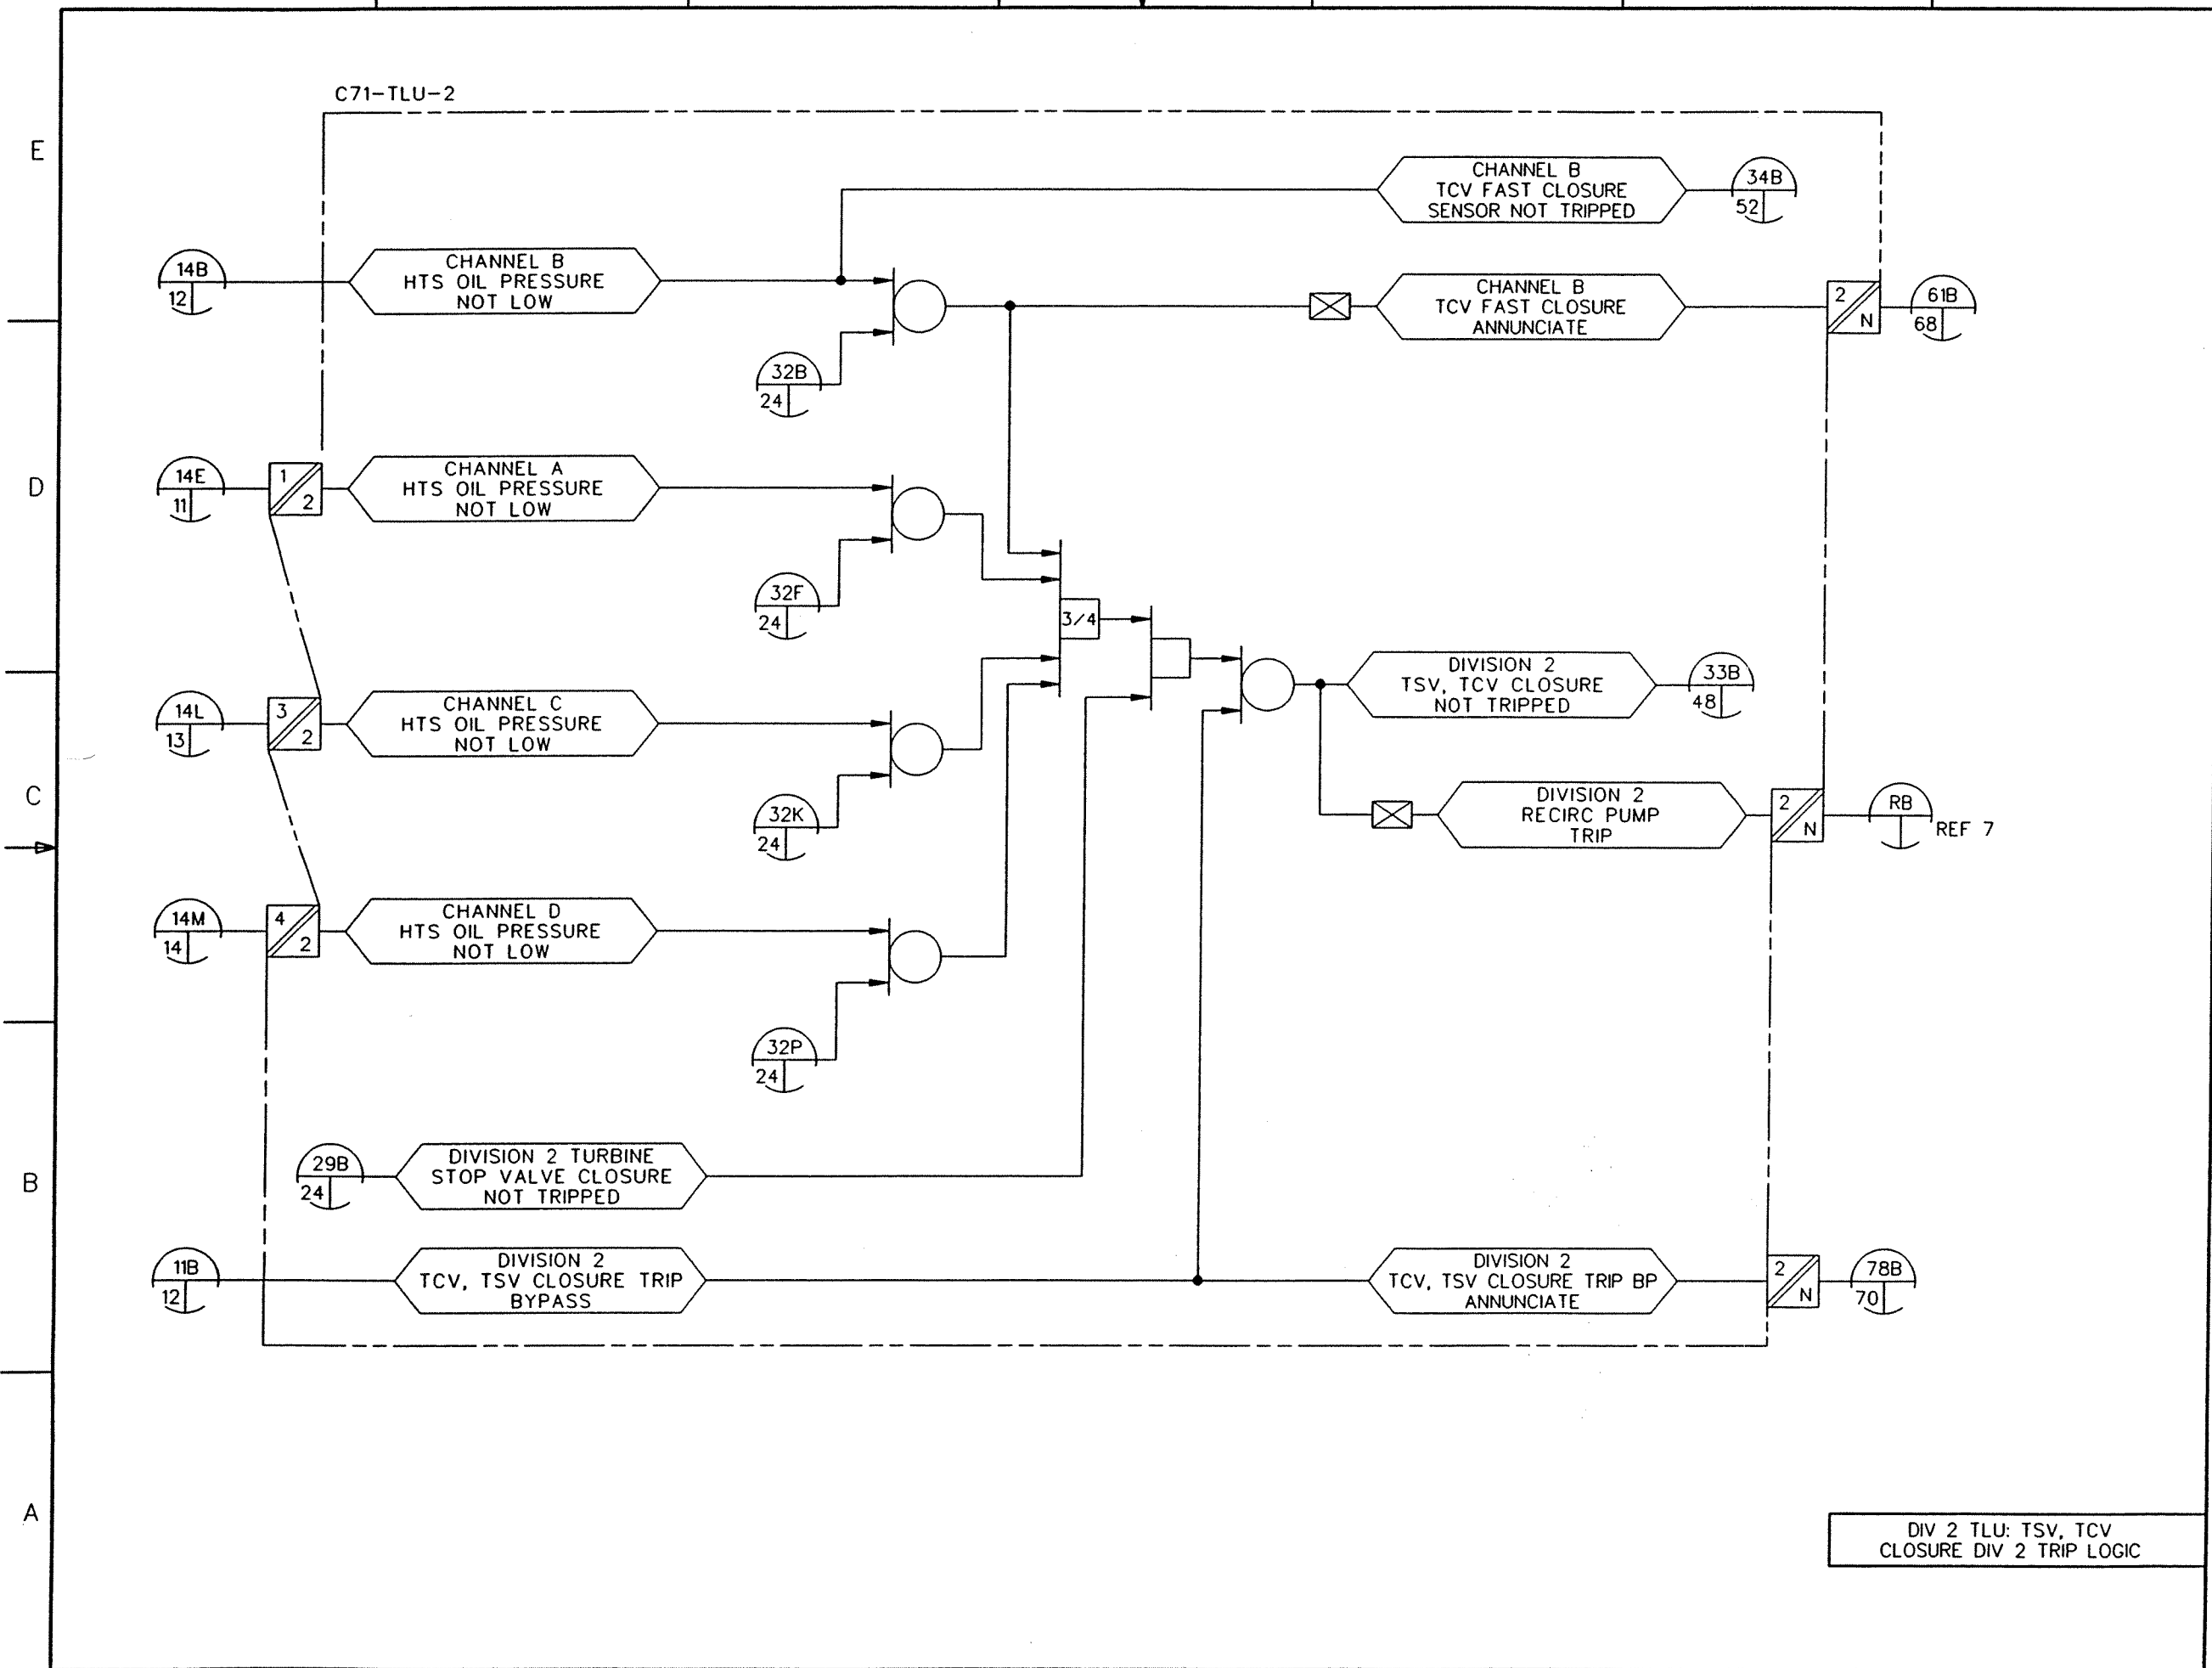 C71-TLU-2
E
CHANNEL B
TCV FAST CLOSURE
SENSOR NOT TRIPPED
34B
52
14B
12
CHANNEL B
HTS OIL PRESSURE
NOT LOW
CHANNEL B
TCV FAST CLOSURE
ANNUNCIATE
2
N
61B
68
32B
24
D
14E
11
1
2
CHANNEL A
HTS OIL PRESSURE
NOT LOW
32F
24
3/4
14L
13
3
2
CHANNEL C
HTS OIL PRESSURE
NOT LOW
DIVISION 2
TSV, TCV CLOSURE
NOT TRIPPED
33B
48
C
32K
24
DIVISION 2
RECIRC PUMP
TRIP
2
N
RB
REF 7
14M
14
4
2
CHANNEL D
HTS OIL PRESSURE
NOT LOW
32P
24
B
29B
24
DIVISION 2 TURBINE
STOP VALVE CLOSURE
NOT TRIPPED
11B
12
DIVISION 2
TCV, TSV CLOSURE TRIP
BYPASS
DIVISION 2
TCV, TSV CLOSURE TRIP BP
ANNUNCIATE
2
N
78B
70
A
DIV 2 TLU: TSV, TCV
CLOSURE DIV 2 TRIP LOGIC